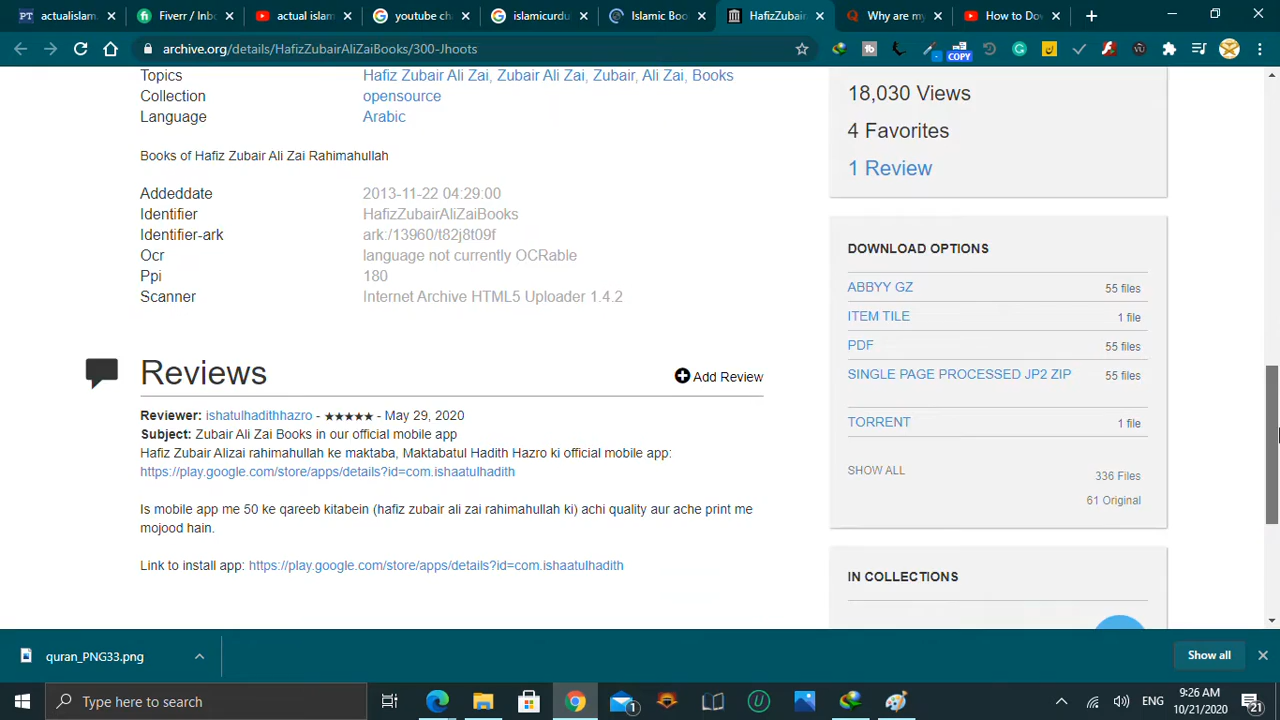 actualislam
Fiverr / Inb
actual islam
youtube ch
islamicurdu
Islamic Boo
HafizZubair
Why are my
How to Dow
archive.org/details/HafizZubairAliZaiBooks/300-Jhoots
COPY
Topics Hafiz Zubair Ali Zai, Zubair Ali Zai, Zubair, Ali Zai, Books
Collection opensource
Language Arabic
Books of Hafiz Zubair Ali Zai Rahimahullah
Addeddate 2013-11-22 04:29:00
Identifier HafizZubairAliZaiBooks
Identifier-ark ark:/13960/t82j8t09f
Ocr language not currently OCRable
Ppi 180
Scanner Internet Archive HTML5 Uploader 1.4.2
Reviews
Add Review
Reviewer: ishatulhadithhazro - ★★★★★ - May 29, 2020
Subject: Zubair Ali Zai Books in our official mobile app
Hafiz Zubair Alizai rahimahullah ke maktaba, Maktabatul Hadith Hazro ki official mobile app:
https://play.google.com/store/apps/details?id=com.ishaatulhadith
Is mobile app me 50 ke qareeb kitabein (hafiz zubair ali zai rahimahullah ki) achi quality aur ache print me
mojood hain.
Link to install app: https://play.google.com/store/apps/details?id=com.ishaatulhadith
18,030 Views
4 Favorites
1 Review
DOWNLOAD OPTIONS
ABBYY GZ 55 files
ITEM TILE 1 file
PDF 55 files
SINGLE PAGE PROCESSED JP2 ZIP 55 files
TORRENT 1 file
SHOW ALL 336 Files
61 Original
IN COLLECTIONS
quran_PNG33.png
Show all
Type here to search
1
ENG
9:26 AM
10/21/2020
21